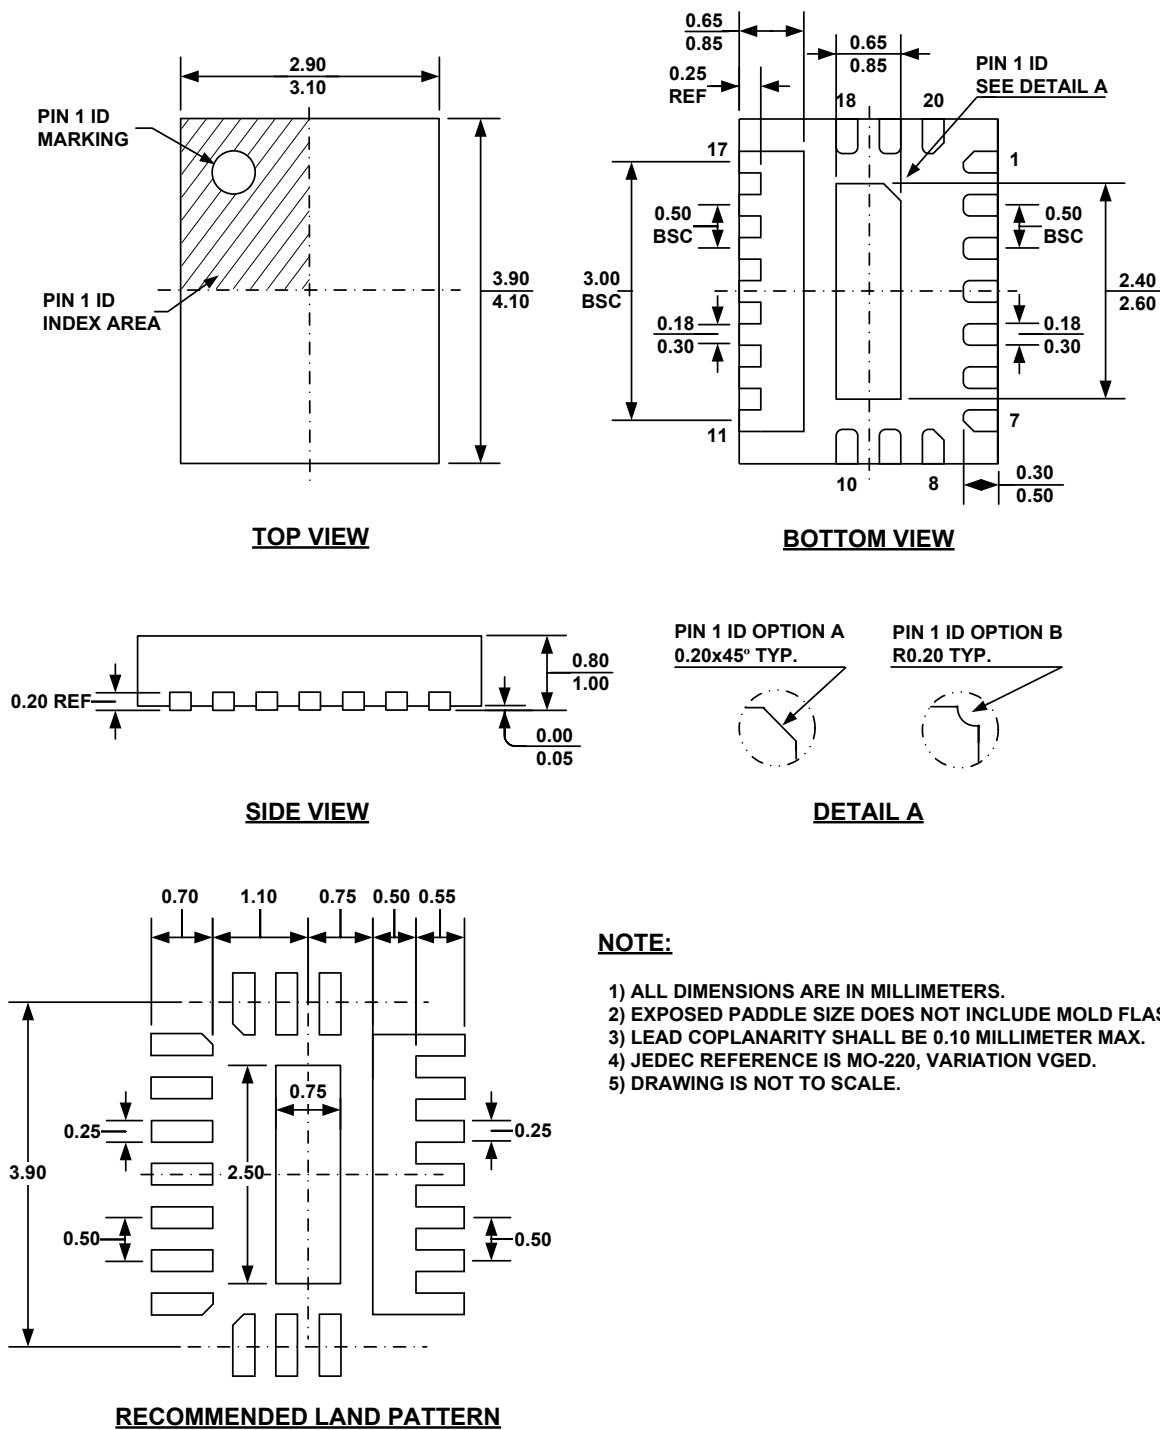 2.90
3.10
PIN 1 ID
MARKING
PIN 1 ID
INDEX AREA
3.90
4.10
TOP VIEW
0.65
0.85
0.25
REF
0.65
0.85
PIN 1 ID
SEE DETAIL A
18
20
17
1
0.50
BSC
0.50
BSC
3.00
BSC
2.40
2.60
0.18
0.30
0.18
0.30
11
7
10
8
0.30
0.50
BOTTOM VIEW
0.20 REF
0.80
1.00
0.00
0.05
SIDE VIEW
PIN 1 ID OPTION A
0.20x45º TYP.
PIN 1 ID OPTION B
R0.20 TYP.
DETAIL A
0.70
1.10
0.75
0.50
0.55
0.75
0.25
0.25
3.90
2.50
0.50
0.50
RECOMMENDED LAND PATTERN
NOTE:
1) ALL DIMENSIONS ARE IN MILLIMETERS.
2) EXPOSED PADDLE SIZE DOES NOT INCLUDE MOLD
3) LEAD COPLANARITY SHALL BE 0.10 MILLIMETER MAX.
4) JEDEC REFERENCE IS MO-220, VARIATION VGED.
5) DRAWING IS NOT TO SCALE.